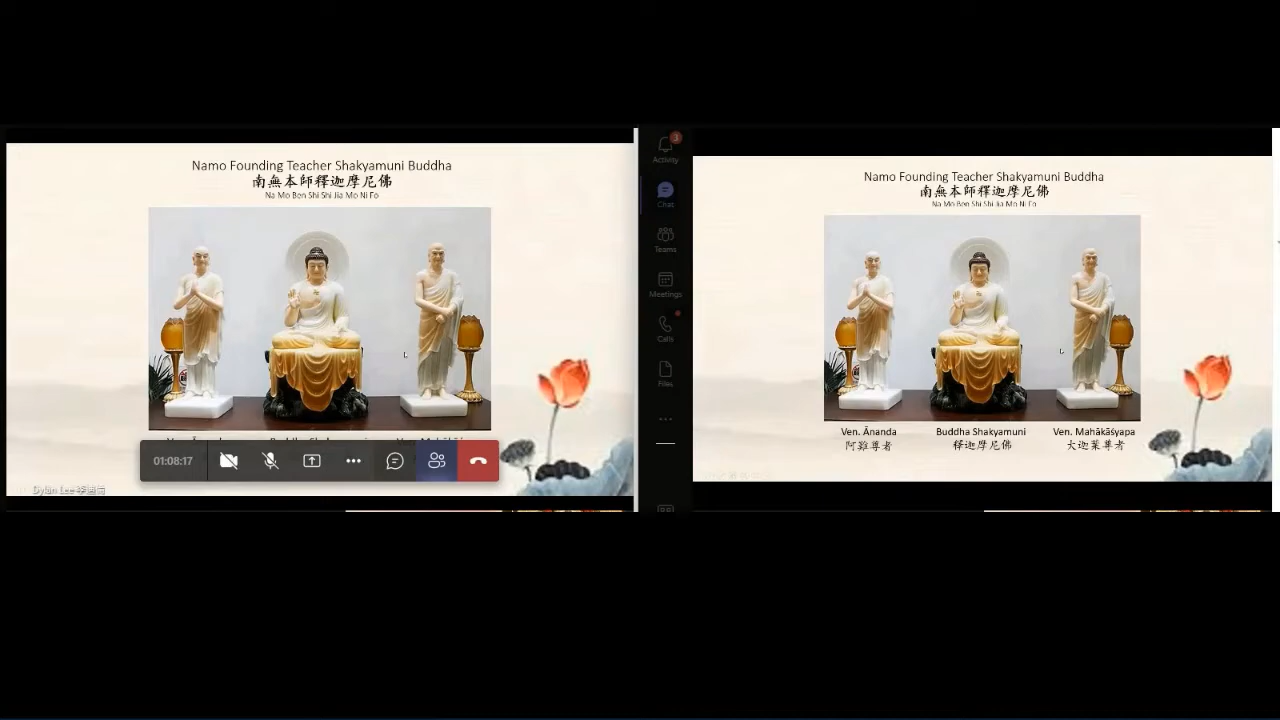 Namo Founding Teacher Shakyamuni Buddha
南無本師釋迦摩尼佛
Na Mo Ben Shi Shi Jia Mo Ni Fo
01:08:17
Dylan Lee
3
Activity
Chat
Teams
Meetings
Calls
Files
Namo Founding Teacher Shakyamuni Buddha
南無本師釋迦摩尼佛
Na Mo Ben Shi Shi Jia Mo Ni Fo
Ven. Ānanda Buddha Shakyamuni Ven. Mahākāśyapa
阿難尊者 釋迦摩尼佛 大迦葉尊者